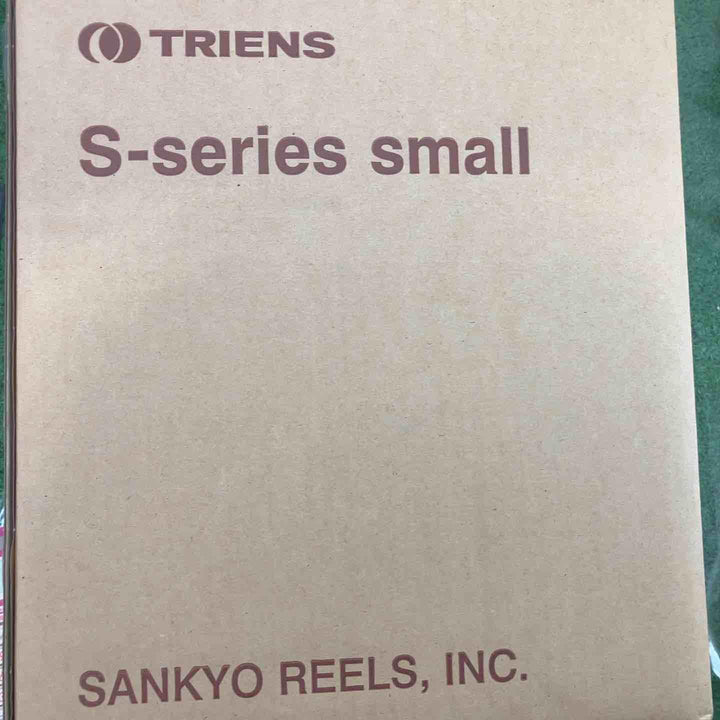 TRIENS
S-series small
SANKYO REELS, INC.